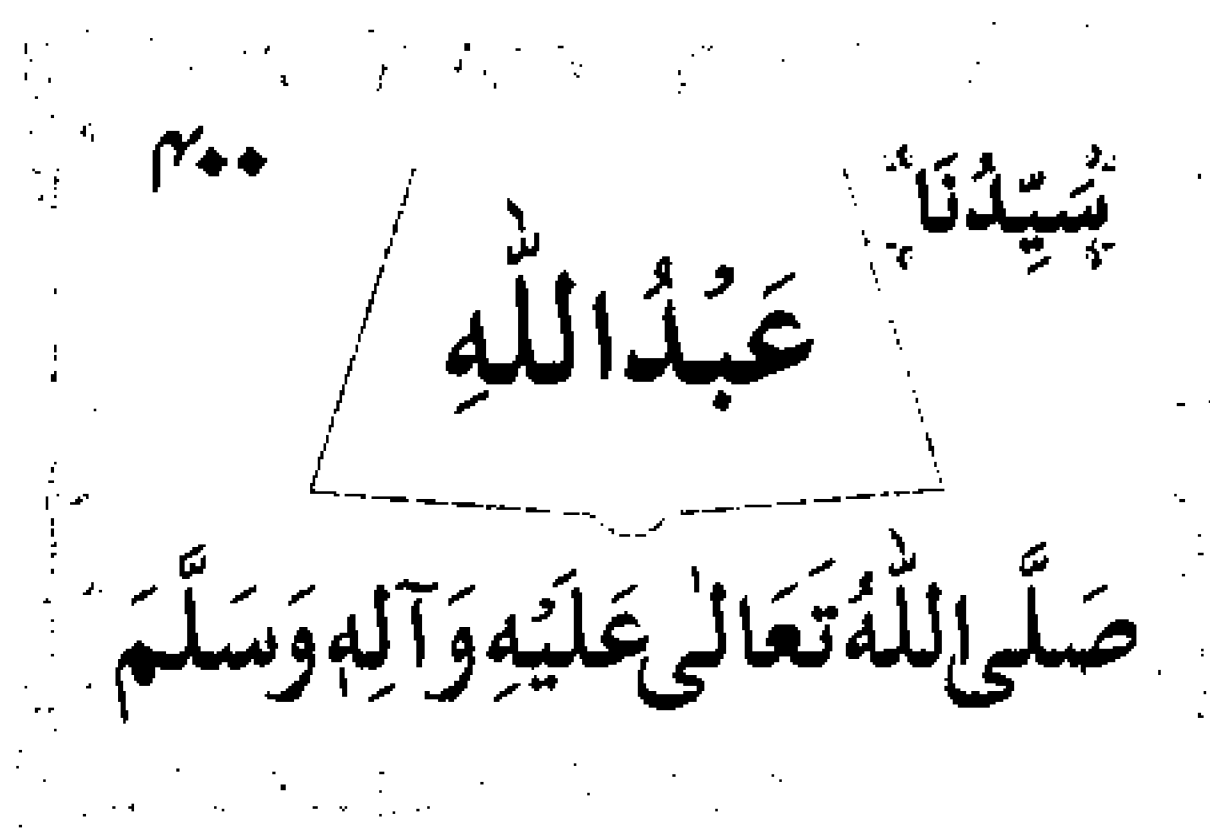 سَيِّدُنَا ۴۰۰
عَبْدُ اللّٰهِ
صَلَّى اللّٰهُ تَعَالٰى عَلَيْهِ وَآلِهٖ وَسَلَّمَ